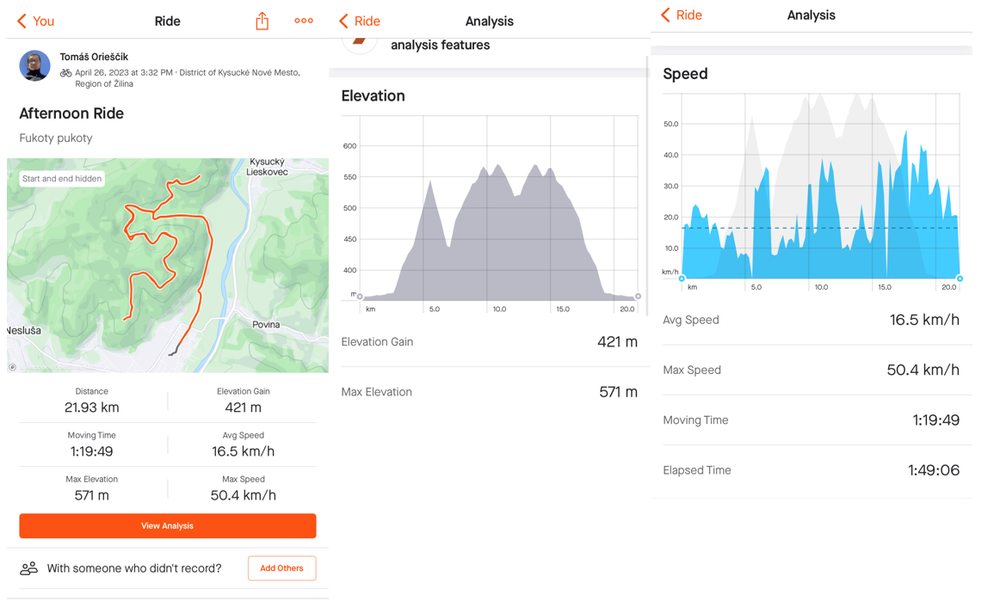 You
Ride
Tomáš Orieščik
April 26, 2023 at 3:32 PM · District of Kysucké Nové Mesto,
Region of Žilina
Afternoon Ride
Fukoty pukoty
Start and end hidden
Kysucký
Lieskovec
Nesluša
Povina
Distance
21.93 km
Elevation Gain
421 m
Moving Time
1:19:49
Avg Speed
16.5 km/h
Max Elevation
571 m
Max Speed
50.4 km/h
View Analysis
With someone who didn't record?
Add Others
Ride
Analysis
analysis features
Elevation
600
550
500
450
400
m
km 5.0 10.0 15.0 20.0
Elevation Gain 421 m
Max Elevation 571 m
Ride
Analysis
Speed
50.0
40.0
30.0
20.0
10.0
km/h
km 5.0 10.0 15.0 20.0
Avg Speed 16.5 km/h
Max Speed 50.4 km/h
Moving Time 1:19:49
Elapsed Time 1:49:06